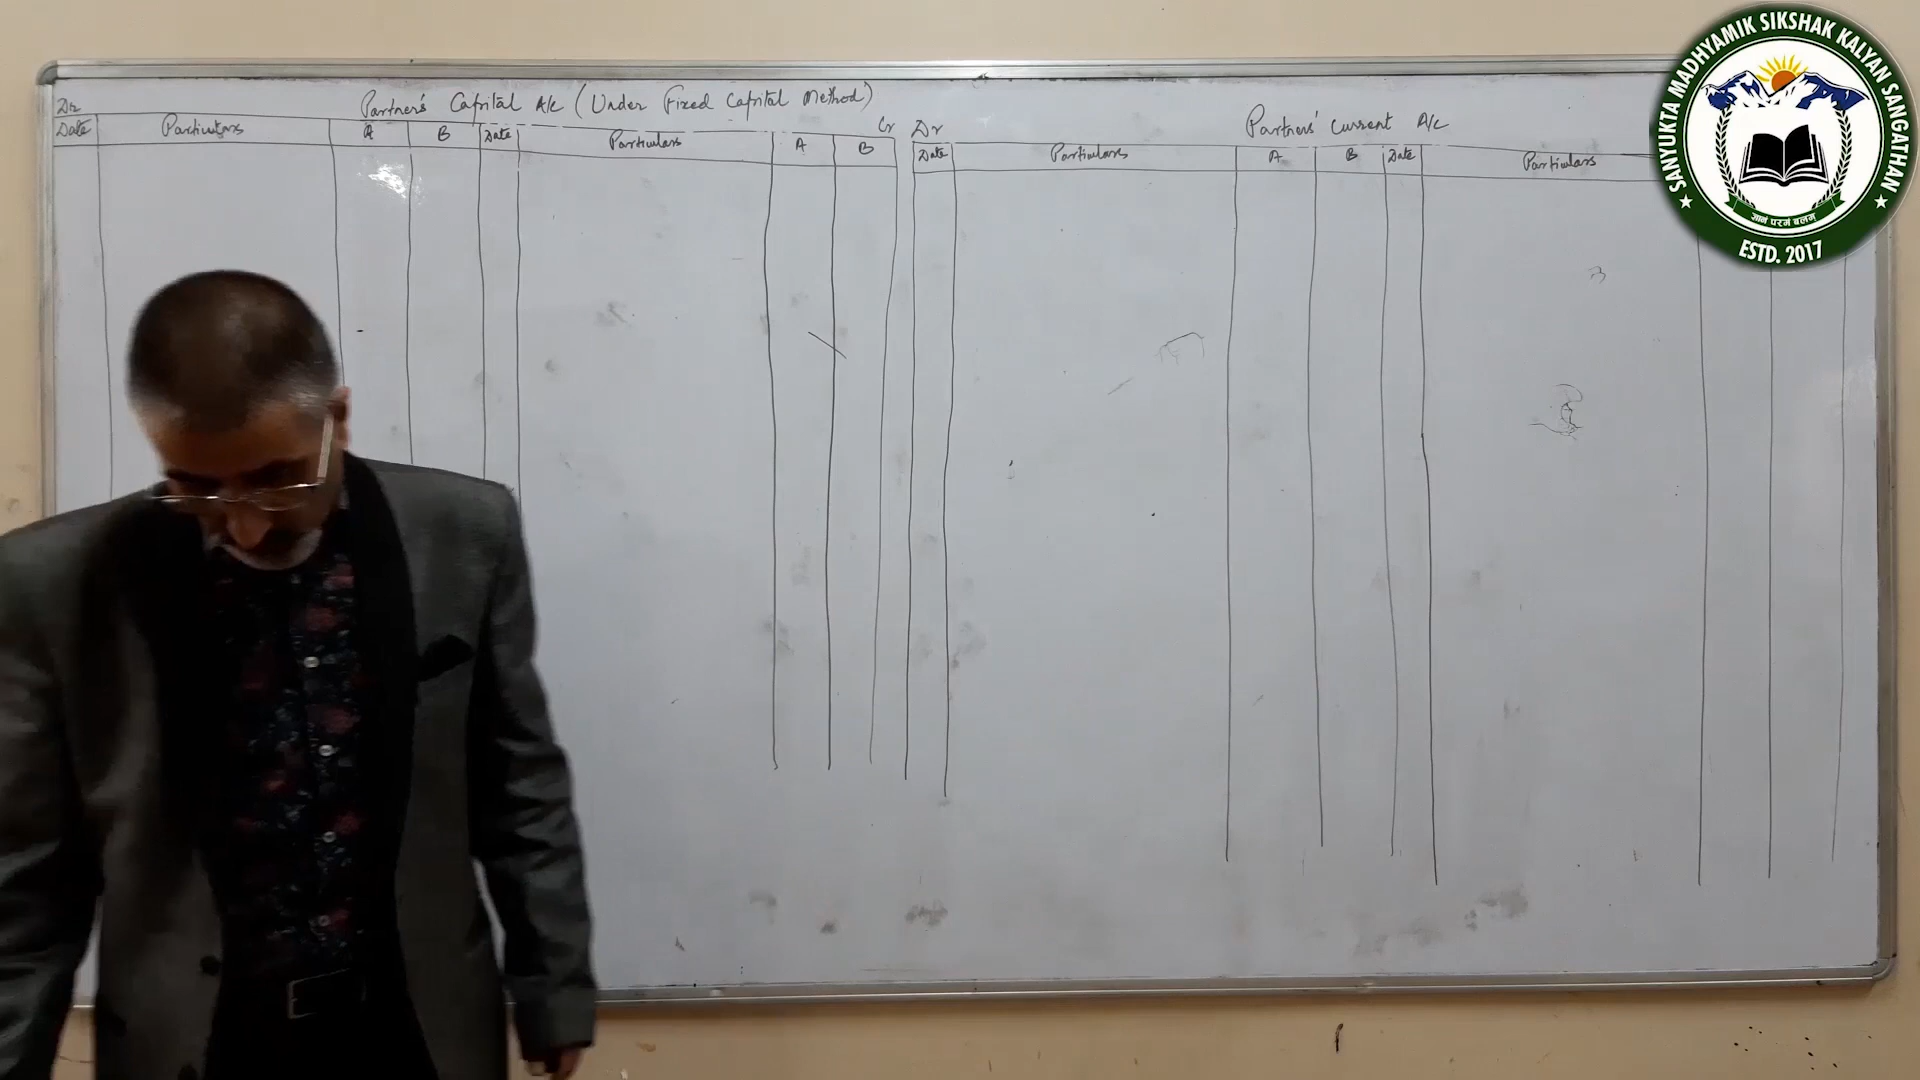 Dr Partner's Capital A/c (Under Fixed Capital Method) Cr
Date Particulars A B Date Particulars A B
Dr Partners' Current A/c
Date Particulars A B Date Particulars
SANYUKTA MADHYAMIK SIKSHAK KALYAN SANGATHAN
ज्ञानं परमं बलम्
ESTD. 2017